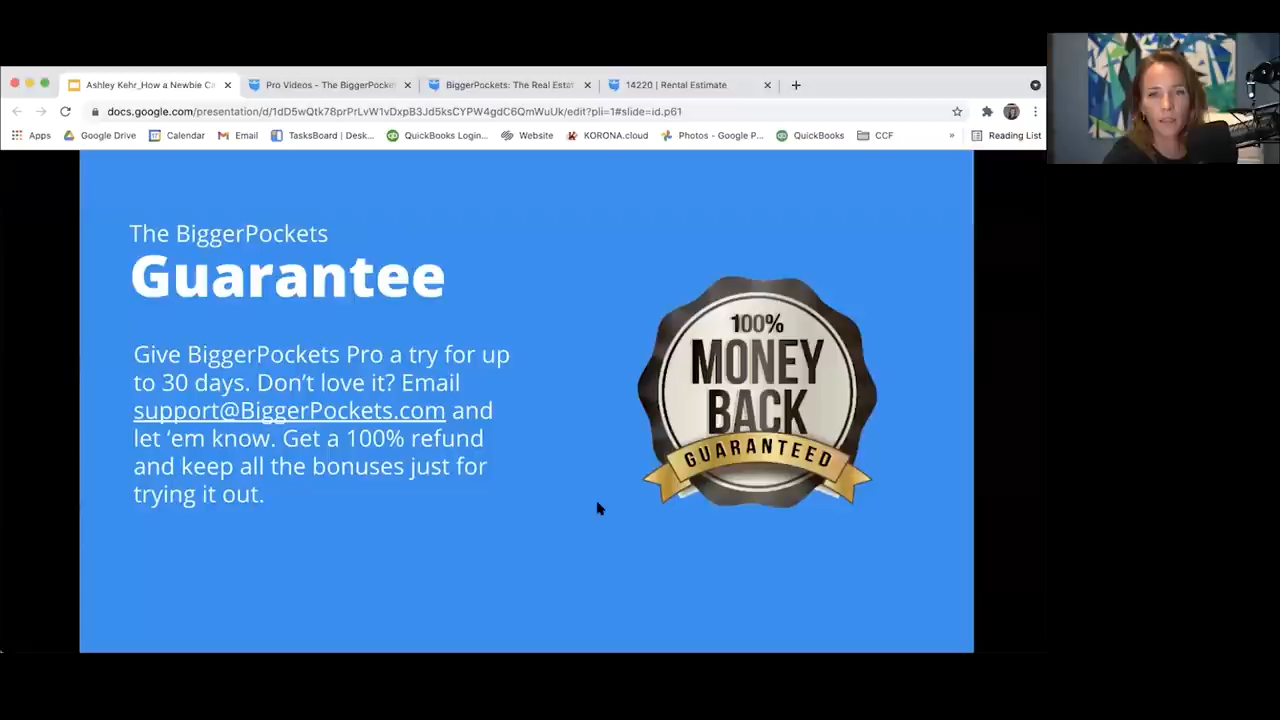 Ashley Kehr_How a Newbie Ca
Pro Videos - The BiggerPocket
BiggerPockets: The Real Estat
14220 | Rental Estimate
docs.google.com/presentation/d/1dD5wQtk78prPrLvW1vDxpB3Jd5ksCYPW4gdC6QmWuUk/edit?pli=1#slide=id.p61
Apps
Google Drive
Calendar
Email
TasksBoard | Desk...
QuickBooks Login...
Website
KORONA.cloud
Photos - Google P...
QuickBooks
CCF
»
Reading List
The BiggerPockets
Guarantee
Give BiggerPockets Pro a try for up
to 30 days. Don’t love it? Email
support@BiggerPockets.com and
let ‘em know. Get a 100% refund
and keep all the bonuses just for
trying it out.
100%
MONEY
BACK
GUARANTEED